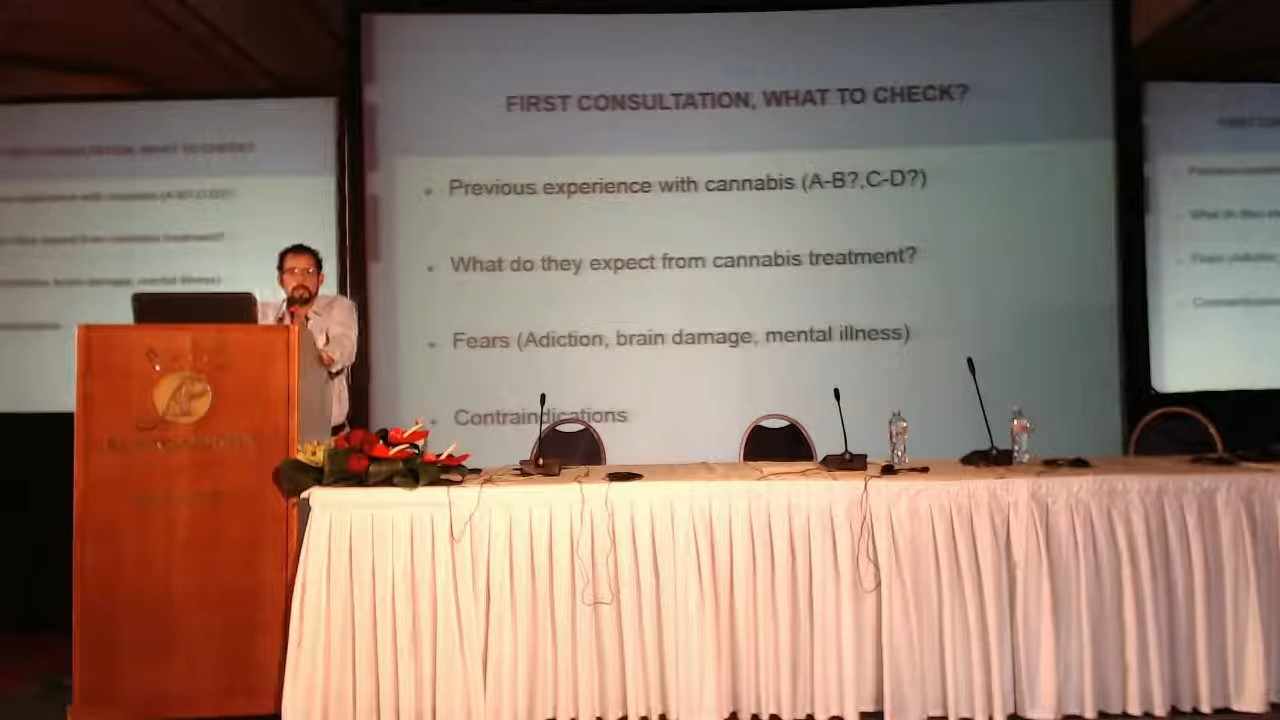 FIRST CONSULTATION, WHAT TO CHECK?
Previous experience with cannabis (A-B?,C-D?)
What do they expect from cannabis treatment?
Fears (Adiction, brain damage, mental illness)
Contraindications